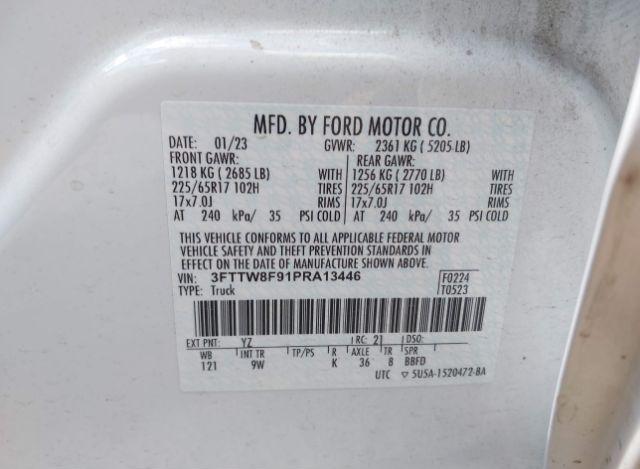 MFD. BY FORD MOTOR CO.
DATE: 01/23 GVWR: 2361 KG ( 5205 LB)
FRONT GAWR: REAR GAWR:
1218 KG ( 2685 LB) WITH 1256 KG ( 2770 LB) WITH
225/65R17 102H TIRES 225/65R17 102H TIRES
17x7.0J RIMS 17x7.0J RIMS
AT 240 kPa/ 35 PSI COLD AT 240 kPa/ 35 PSI COLD
THIS VEHICLE CONFORMS TO ALL APPLICABLE FEDERAL MOTOR
VEHICLE SAFETY AND THEFT PREVENTION STANDARDS IN
EFFECT ON THE DATE OF MANUFACTURE SHOWN ABOVE.
VIN: 3FTTW8F91PRA13446 F0224
TYPE: Truck T0523
EXT PNT: YZ RC: 21 DSO:
WB INT TR TP/PS R AXLE TR SPR
121 9W K 36 8 BBFD
UTC ▽ 5U5A-1520472-BA